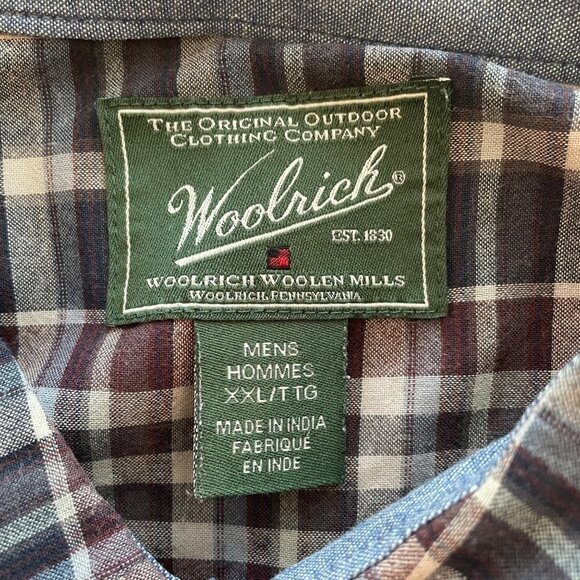 THE ORIGINAL OUTDOOR
CLOTHING COMPANY
Woolrich®
EST. 1830
WOOLRICH WOOLEN MILLS
WOOLRICH, PENNSYLVANIA
MENS
HOMMES
XXL/TTG
MADE IN INDIA
FABRIQUE
EN INDE